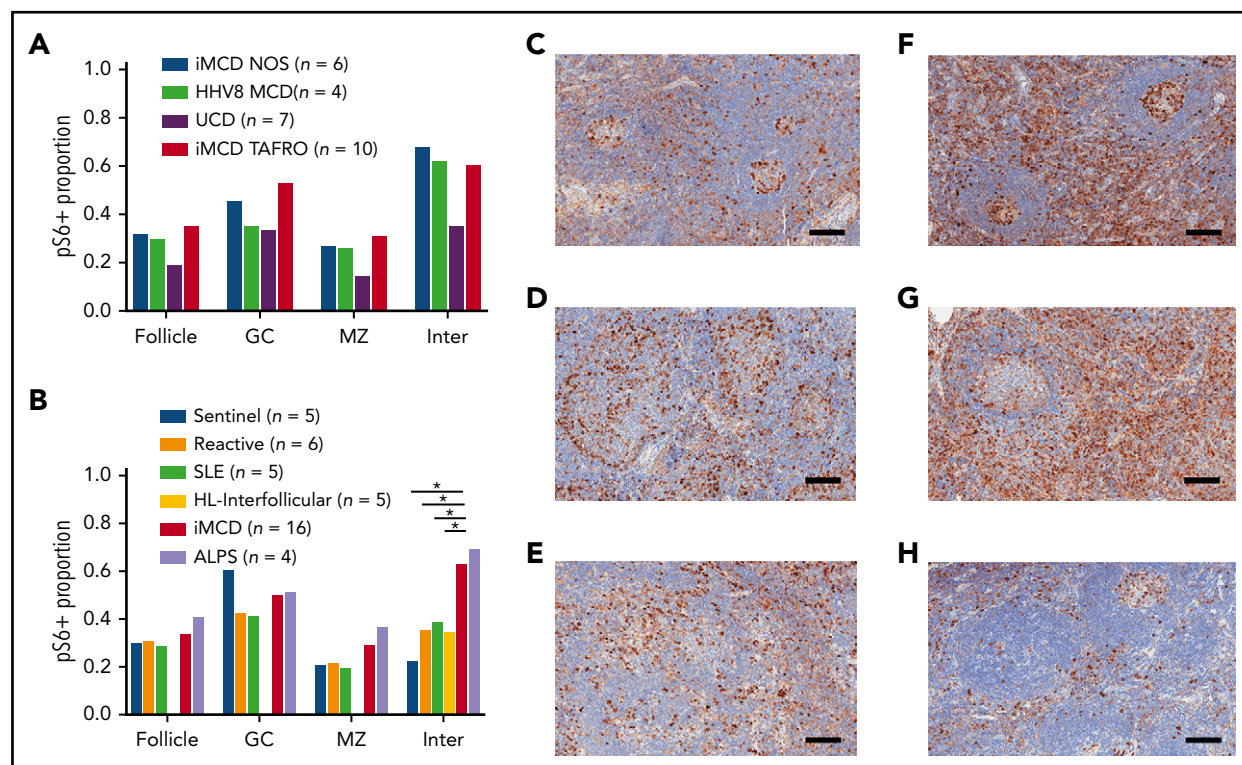 A
pS6+ proportion
1.0
0.8
0.6
0.4
0.2
0.0
iMCD NOS (n = 6)
HHV8 MCD(n = 4)
UCD (n = 7)
iMCD TAFRO (n = 10)
Follicle GC MZ Inter
B
pS6+ proportion
1.0
0.8
0.6
0.4
0.2
0.0
Sentinel (n = 5)
Reactive (n = 6)
SLE (n = 5)
HL-Interfollicular (n = 5)
iMCD (n = 16)
ALPS (n = 4)
*
*
*
*
Follicle GC MZ Inter
C
D
E
F
G
H